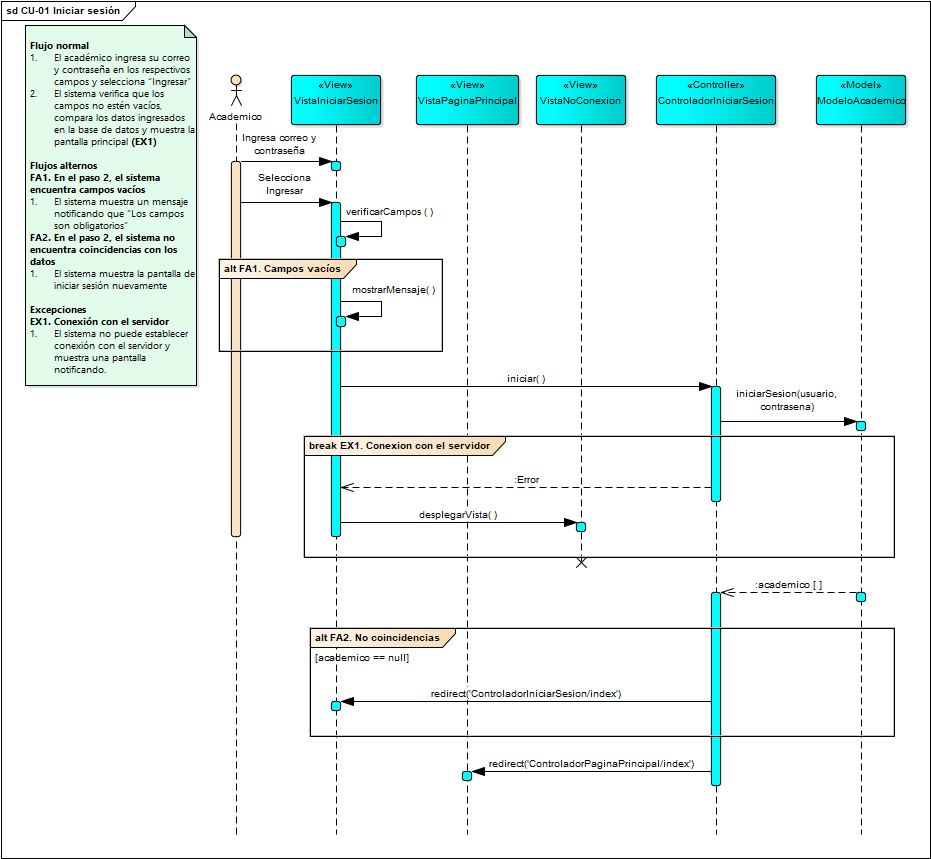 sd CU-01 Iniciar sesión
Flujo normal
1. El académico ingresa su correo
y contraseña en los respectivos
campos y selecciona "Ingresar"
2. El sistema verifica que los
campos no estén vacíos,
compara los datos ingresados
en la base de datos y muestra la
pantalla principal (EX1)
Flujos alternos
FA1. En el paso 2, el sistema
encuentra campos vacíos
1. El sistema muestra un mensaje
notificando que "Los campos
son obligatorios"
FA2. En el paso 2, el sistema no
encuentra coincidencias con los
datos
1. El sistema muestra la pantalla de
iniciar sesión nuevamente
Excepciones
EX1. Conexión con el servidor
1. El sistema no puede establecer
conexión con el servidor y
muestra una pantalla
notificando.
Academico
«View»
VistaIniciarSesion
«View»
VistaPaginaPrincipal
«View»
VistaNoConexion
«Controller»
ControladorIniciarSesion
«Model»
ModeloAcademico
Ingresa correo y
contraseña
Selecciona
Ingresar
verificarCampos ( )
alt FA1. Campos vacíos
mostrarMensaje( )
iniciar( )
iniciarSesion(usuario,
contrasena)
break EX1. Conexion con el servidor
:Error
desplegarVista( )
:academico [ ]
alt FA2. No coincidencias
[academico == null]
redirect('ControladorIniciarSesion/index')
redirect('ControladorPaginaPrincipal/index')